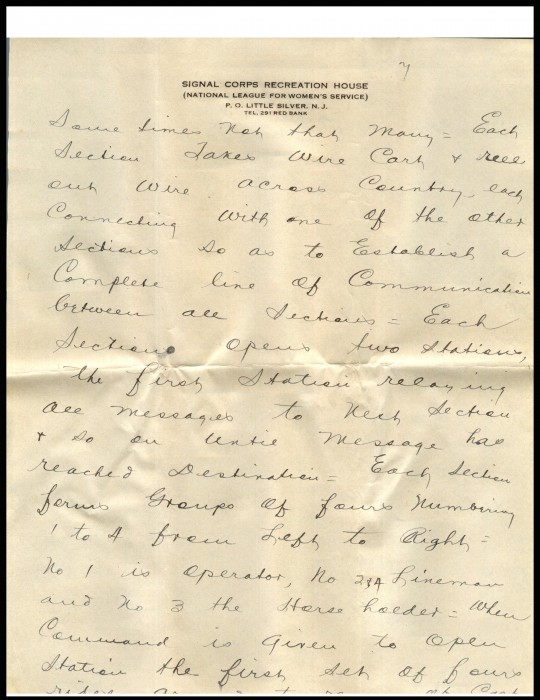 7
SIGNAL CORPS RECREATION HOUSE
(NATIONAL LEAGUE FOR WOMEN'S SERVICE)
P. O. LITTLE SILVER, N. J.
TEL. 291 RED BANK
Some times Not that Many = Each
Section Takes Wire Cart & reel
out Wire across Country, each
Connecting With one of the other
Sections So as to Establish a
Complete line of Communication
between all Sections = Each
Section opens two Stations,
the first Station relaying
all messages to Next Section
& So on Until Message has
reached Destination = Each Section
forms Groups of fours Numbering
1 to 4 from Left to Right =
No 1 is operator, No 2&4 Lineman
and No 3 the Horse holder = When
Command is Given to Open
Station the first Set of fours